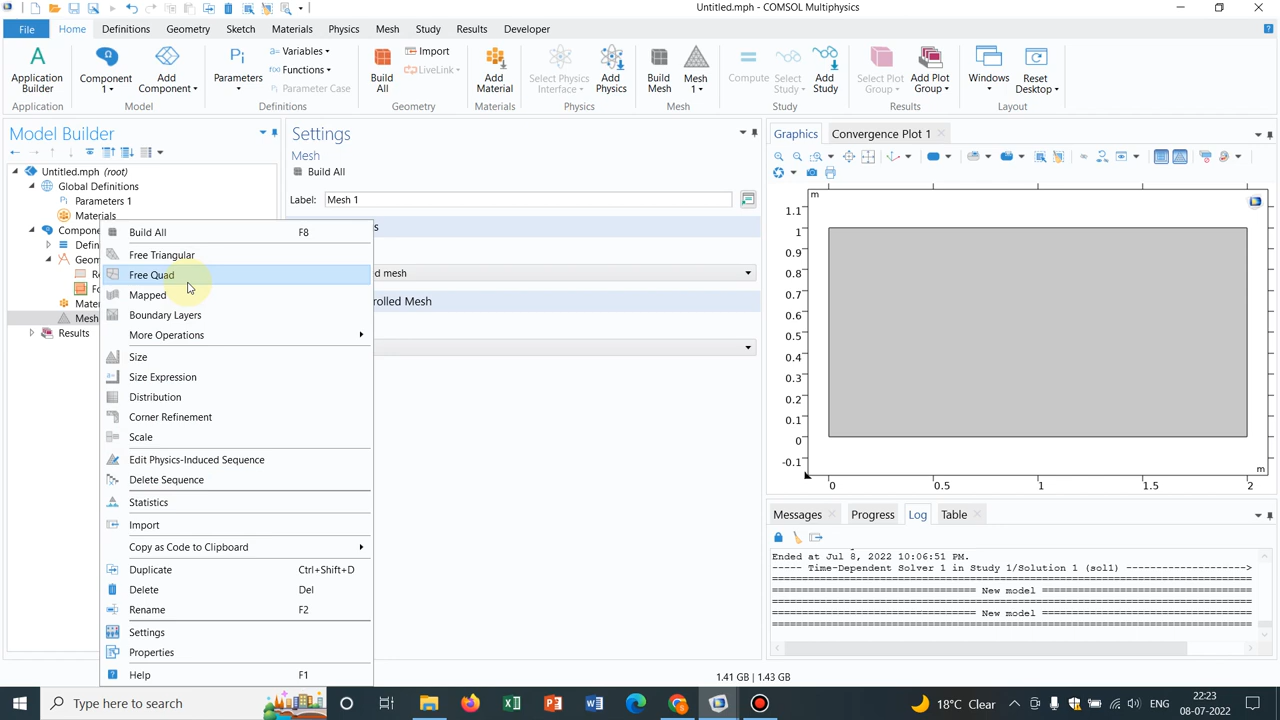 Untitled.mph - COMSOL Multiphysics
File Home Definitions Geometry Sketch Materials Physics Mesh Study Results Developer
Application Builder
Component 1
Add Component
Parameters
Variables
Functions
Parameter Case
Build All
Import
LiveLink
Add Material
Select Physics Interface
Add Physics
Build Mesh
Mesh 1
Compute
Select Study
Add Study
Select Plot Group
Add Plot Group
Windows
Reset Desktop
Application Model Definitions Geometry Materials Physics Mesh Study Results Layout
Model Builder
Untitled.mph (root)
Global Definitions
Parameters 1
Materials
Compone
Defin
Geom
R
Fo
Mater
Mesh
Results
Build All F8
Free Triangular
Free Quad
Mapped
Boundary Layers
More Operations
Size
Size Expression
Distribution
Corner Refinement
Scale
Edit Physics-Induced Sequence
Delete Sequence
Statistics
Import
Copy as Code to Clipboard
Duplicate Ctrl+Shift+D
Delete Del
Rename F2
Settings
Properties
Help F1
Settings
Mesh
Build All
Label: Mesh 1
s
d mesh
rolled Mesh
Graphics Convergence Plot 1
m
1.1
1
0.9
0.8
0.7
0.6
0.5
0.4
0.3
0.2
0.1
0
-0.1
m
0 0.5 1 1.5 2
Messages Progress Log Table
Ended at Jul 8, 2022 10:06:51 PM.
----- Time-Dependent Solver 1 in Study 1/Solution 1 (sol1) -------------------->
New model
New model
1.41 GB | 1.43 GB
Type here to search
18°C Clear
ENG
22:23
08-07-2022